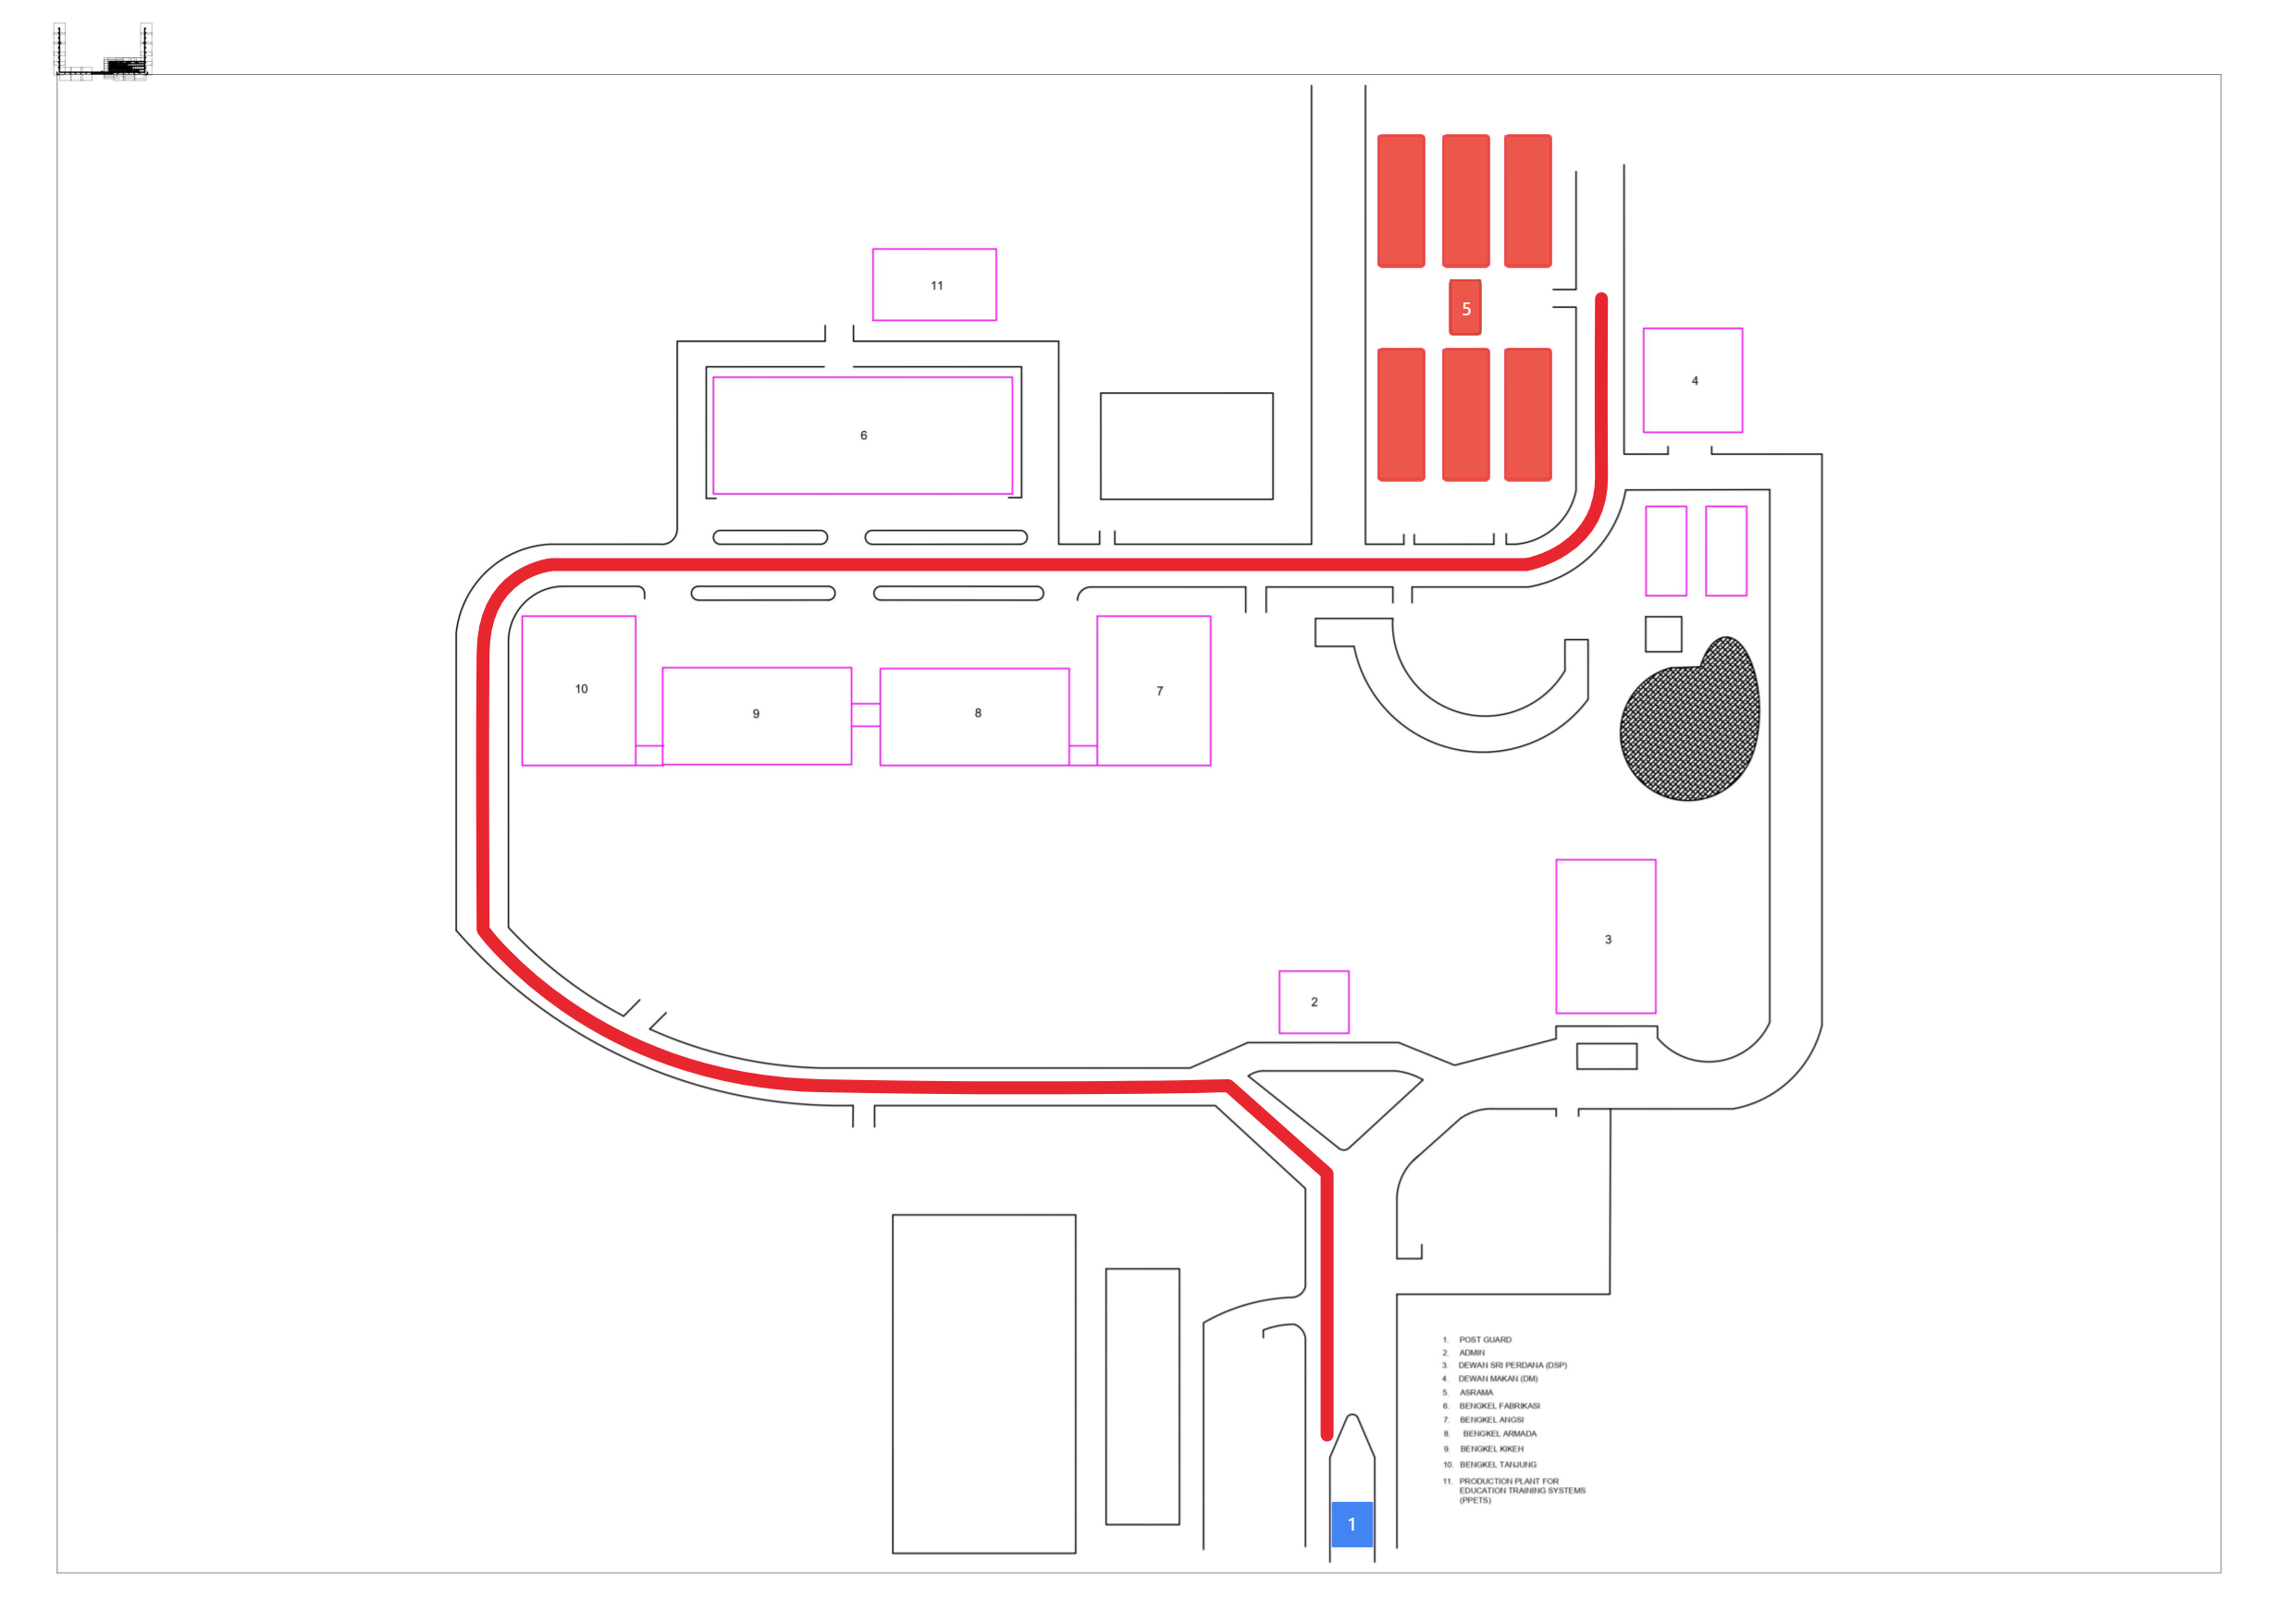 11
5
4
6
10
9
8
7
3
2
1. POST GUARD
2. ADMIN
3. DEWAN SRI PERDANA (DSP)
4. DEWAN MAKAN (DM)
5. ASRAMA
6. BENGKEL FABRIKASI
7. BENGKEL ANGSI
8. BENGKEL ARMADA
9. BENGKEL KIKEH
10. BENGKEL TANJUNG
11. PRODUCTION PLANT FOR
EDUCATION TRAINING SYSTEMS
(PPETS)
1